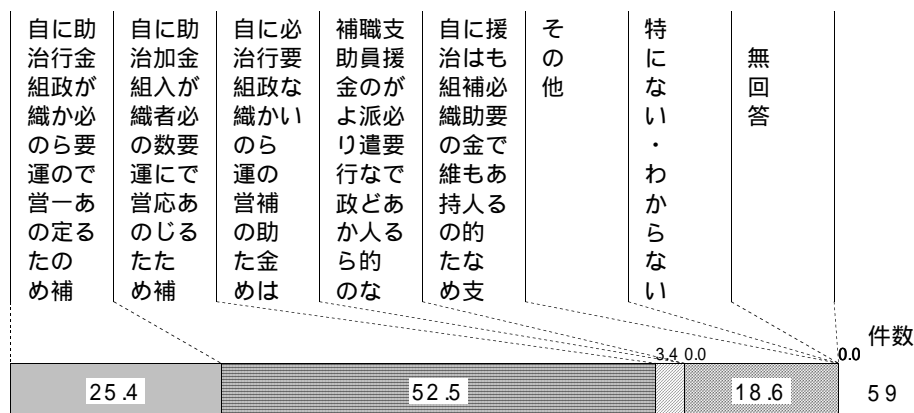 自治組織の運営のため
に行政からの一定の補
助金が必要である
自治組織の運営のため
に加入者数に応じた補
助金が必要である
自治組織の運営のため
に行政からの補助金は
必要ない
補助金より行政からの
職員の派遣など人的な
支援が必要である
自治組織の維持のため
には補助金も人的な支
援も必要である
その他
特にない・わからない
無回答
件数
3.4 0.0 0.0
25.4 52.5 18.6 59